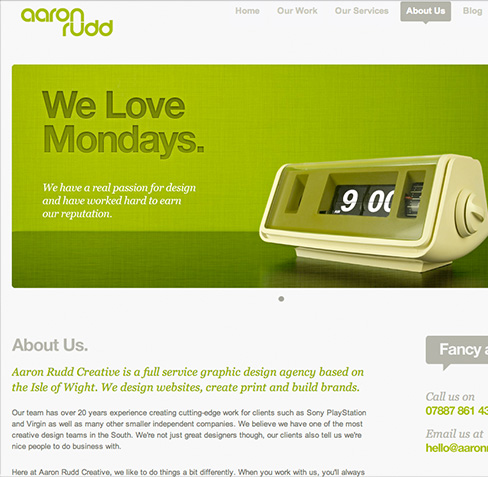 aaron
rudd
Home Our Work Our Services About Us Blog
We Love
Mondays.
We have a real passion for design
and have worked hard to earn
our reputation.
9 00
About Us.
Aaron Rudd Creative is a full service graphic design agency based on
the Isle of Wight. We design websites, create print and build brands.
Our team has over 20 years experience creating cutting-edge work for clients such as Sony PlayStation
and Virgin as well as many other smaller independent companies. We believe we have one of the most
creative design teams in the South. We're not just great designers though, our clients also tell us we're
nice people to do business with.
Here at Aaron Rudd Creative, we like to do things a bit differently. When you work with us, you'll always
Fancy a
Call us on
07887 861 43
Email us at
hello@aaron